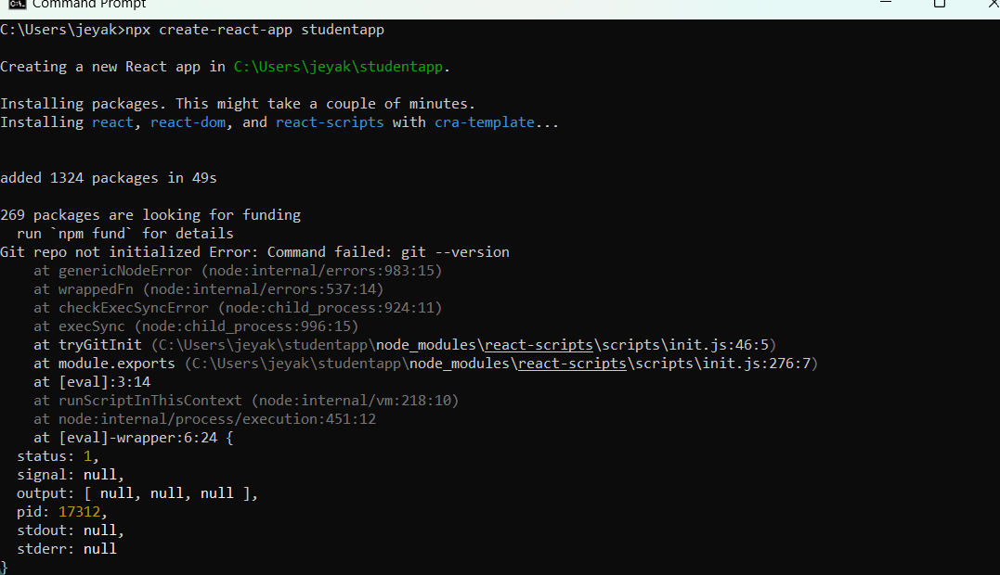 Command Prompt
C:\Users\jeyak>npx create-react-app studentapp
Creating a new React app in C:\Users\jeyak\studentapp.
Installing packages. This might take a couple of minutes.
Installing react, react-dom, and react-scripts with cra-template...
added 1324 packages in 49s
269 packages are looking for funding
  run `npm fund` for details
Git repo not initialized Error: Command failed: git --version
    at genericNodeError (node:internal/errors:983:15)
    at wrappedFn (node:internal/errors:537:14)
    at checkExecSyncError (node:child_process:924:11)
    at execSync (node:child_process:996:15)
    at tryGitInit (C:\Users\jeyak\studentapp\node_modules\react-scripts\scripts\init.js:46:5)
    at module.exports (C:\Users\jeyak\studentapp\node_modules\react-scripts\scripts\init.js:276:7)
    at [eval]:3:14
    at runScriptInThisContext (node:internal/vm:218:10)
    at node:internal/process/execution:451:12
    at [eval]-wrapper:6:24 {
  status: 1,
  signal: null,
  output: [ null, null, null ],
  pid: 17312,
  stdout: null,
  stderr: null
}